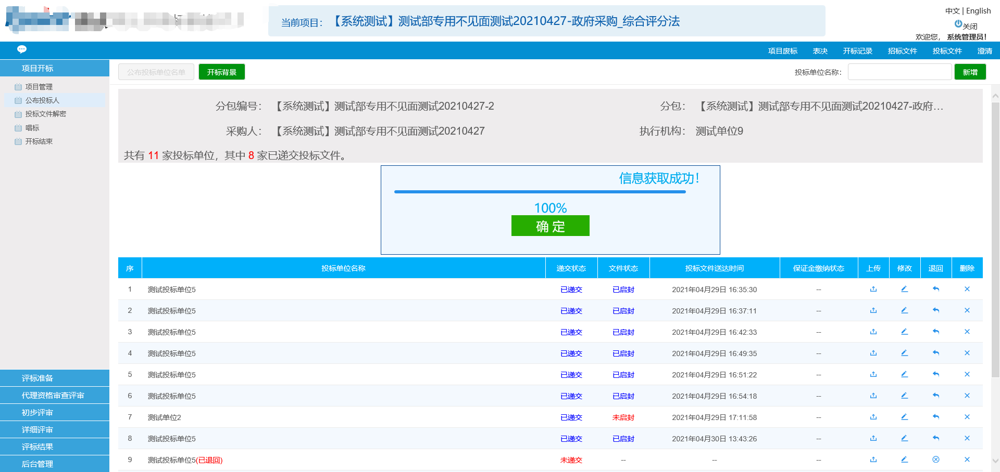 当前项目：【系统测试】测试部专用不见面测试20210427-政府采购_综合评分法
中文 | English
关闭
欢迎您，系统管理员！
项目废标 表决 开标记录 招标文件 投标文件 澄清
项目开标
项目管理
公布投标人
投标文件解密
唱标
开标结束
评标准备
代理资格审查评审
初步评审
详细评审
评标结果
后台管理
公布投标单位名单 开标背景 投标单位名称： 新增
分包编号：【系统测试】测试部专用不见面测试20210427-2 分包：【系统测试】测试部专用不见面测试20210427-政府…
采购人：【系统测试】测试部专用不见面测试20210427 执行机构：测试单位9
共有 11 家投标单位，其中 8 家已递交投标文件。
信息获取成功！
100%
确 定
序 投标单位名称 递交状态 文件状态 投标文件送达时间 保证金缴纳状态 上传 修改 退回 删除
1 测试投标单位5 已递交 已启封 2021年04月29日 16:35:30 --
2 测试投标单位5 已递交 已启封 2021年04月29日 16:37:11 --
3 测试投标单位5 已递交 已启封 2021年04月29日 16:42:33 --
4 测试投标单位5 已递交 已启封 2021年04月29日 16:49:35 --
5 测试投标单位5 已递交 已启封 2021年04月29日 16:51:22 --
6 测试投标单位5 已递交 已启封 2021年04月29日 16:54:18 --
7 测试单位2 已递交 未启封 2021年04月29日 17:11:58 --
8 测试投标单位5 已递交 已启封 2021年04月30日 13:43:26 --
9 测试投标单位5(已退回) 未递交 -- -- --